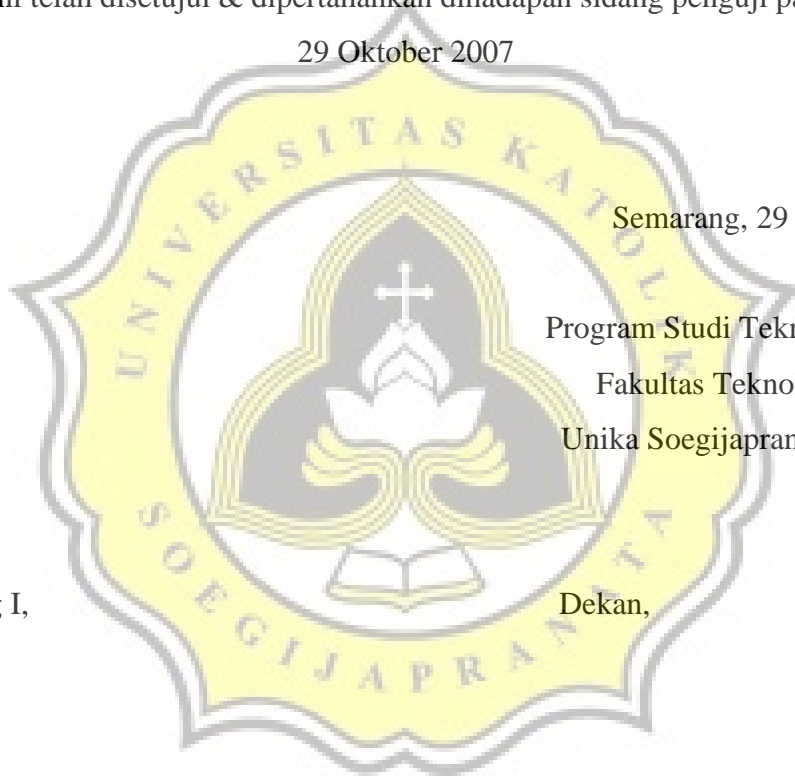 ini telah disetujui & dipertahankan dihadapan sidang penguji pa
29 Oktober 2007
UNIVERSITAS KATOLIK
Semarang, 29
Program Studi Tekn
Fakultas Tekno
Unika Soegijapran
SOEGIJAPRANATA
g I,
Dekan,